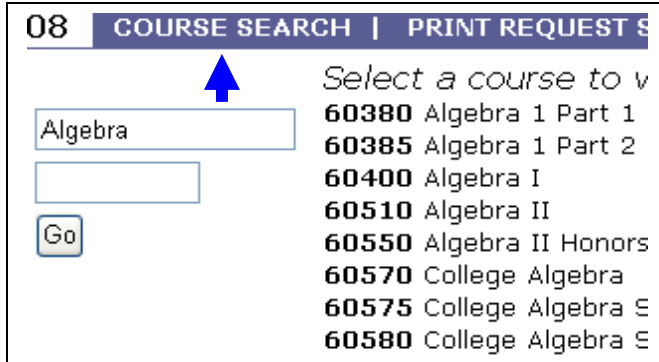 08 COURSE SEARCH | PRINT REQUEST S
Select a course to v
Algebra
Go
60380 Algebra 1 Part 1
60385 Algebra 1 Part 2
60400 Algebra I
60510 Algebra II
60550 Algebra II Honors
60570 College Algebra
60575 College Algebra S
60580 College Algebra S